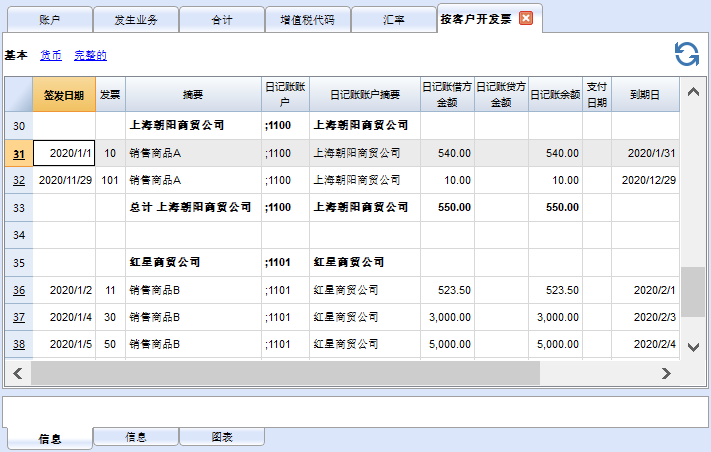 账户 发生业务 合计 增值税代码 汇率 按客户开发票
基本 货币 完整的
签发日期 发票 摘要 日记账账户 日记账账户摘要 日记账借方金额 日记账贷方金额 日记账余额 支付日期 到期日
30 上海朝阳商贸公司 ;1100 上海朝阳商贸公司
31 2020/1/1 10 销售商品A ;1100 上海朝阳商贸公司 540.00 540.00 2020/1/31
32 2020/11/29 101 销售商品A ;1100 上海朝阳商贸公司 10.00 10.00 2020/12/29
33 总计 上海朝阳商贸公司 ;1100 上海朝阳商贸公司 550.00 550.00
34
35 红星商贸公司 ;1101 红星商贸公司
36 2020/1/2 11 销售商品B ;1101 红星商贸公司 523.50 523.50 2020/2/1
37 2020/1/4 30 销售商品B ;1101 红星商贸公司 3,000.00 3,000.00 2020/2/3
38 2020/1/5 50 销售商品B ;1101 红星商贸公司 5,000.00 5,000.00 2020/2/4
信息 信息 图表